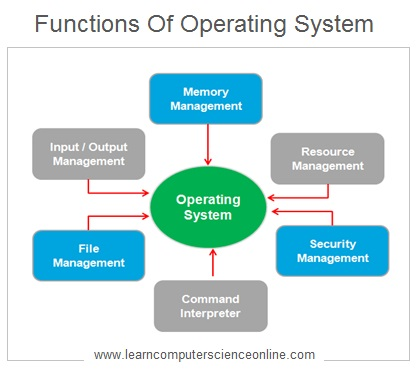 Functions Of Operating System
Memory
Management
Input / Output
Management
Resource
Management
Operating
System
File
Management
Security
Management
Command
Interpreter
www.learncomputerscienceonline.com